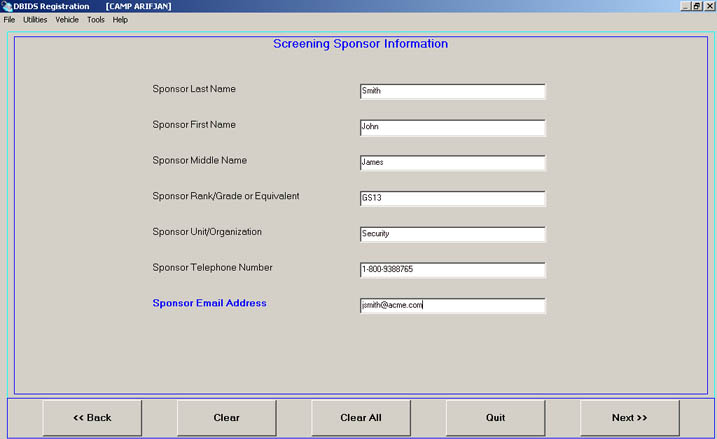 DBIDS Registration [CAMP ARIFJAN]
File Utilities Vehicle Tools Help
Screening Sponsor Information
Sponsor Last Name Smith
Sponsor First Name John
Sponsor Middle Name James
Sponsor Rank/Grade or Equivalent GS13
Sponsor Unit/Organization Security
Sponsor Telephone Number 1-800-9388765
Sponsor Email Address jsmith@acme.com
<< Back Clear Clear All Quit Next >>